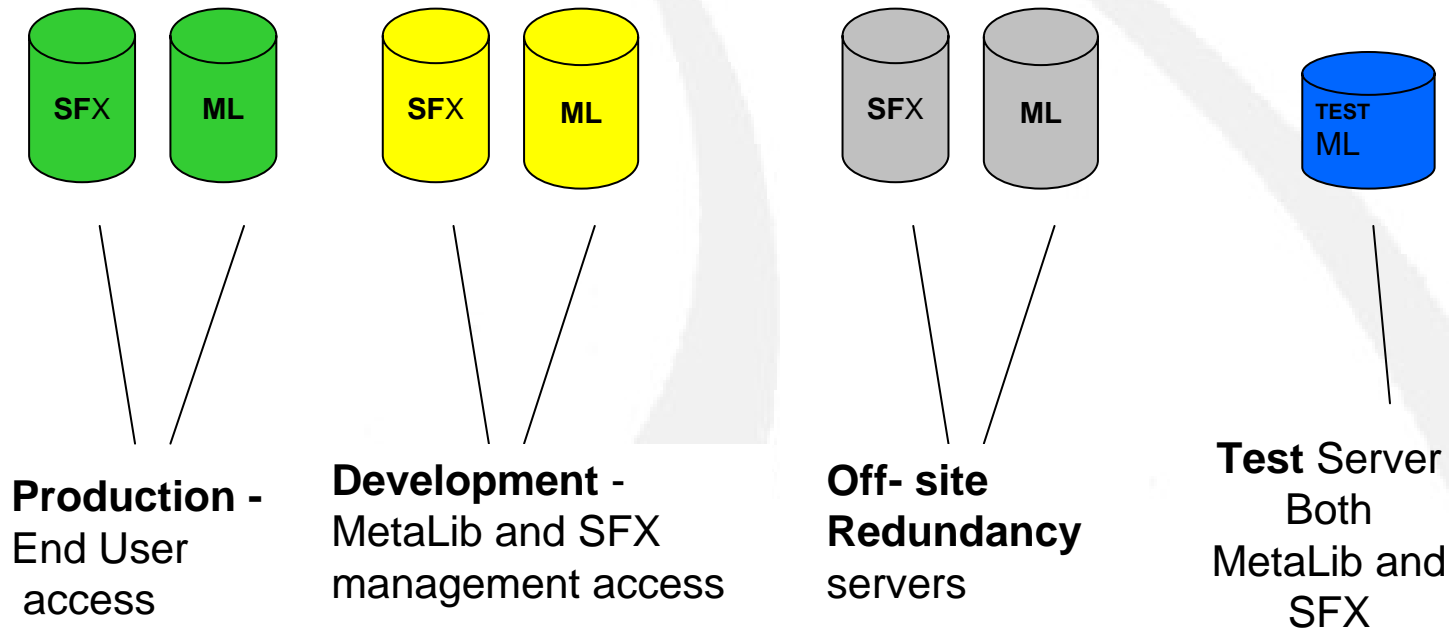 SFX
ML
SFX
ML
SFX
ML
TEST
ML
Production -
End User
access
Development -
MetaLib and SFX
management access
Off- site
Redundancy
servers
Test Server
Both
MetaLib and
SFX